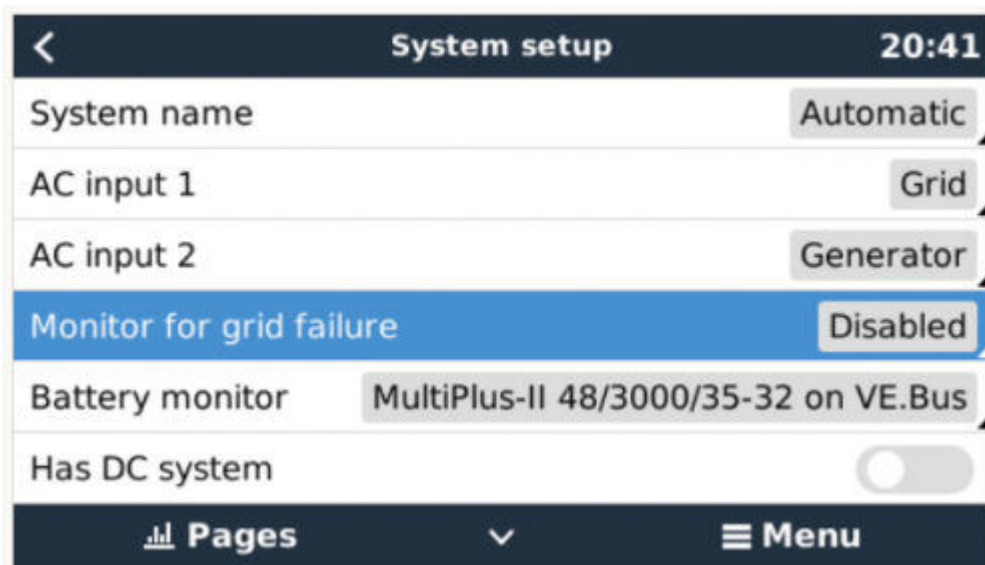 System setup 20:41
System name Automatic
AC input 1 Grid
AC input 2 Generator
Monitor for grid failure Disabled
Battery monitor MultiPlus-II 48/3000/35-32 on VE.Bus
Has DC system
Pages Menu